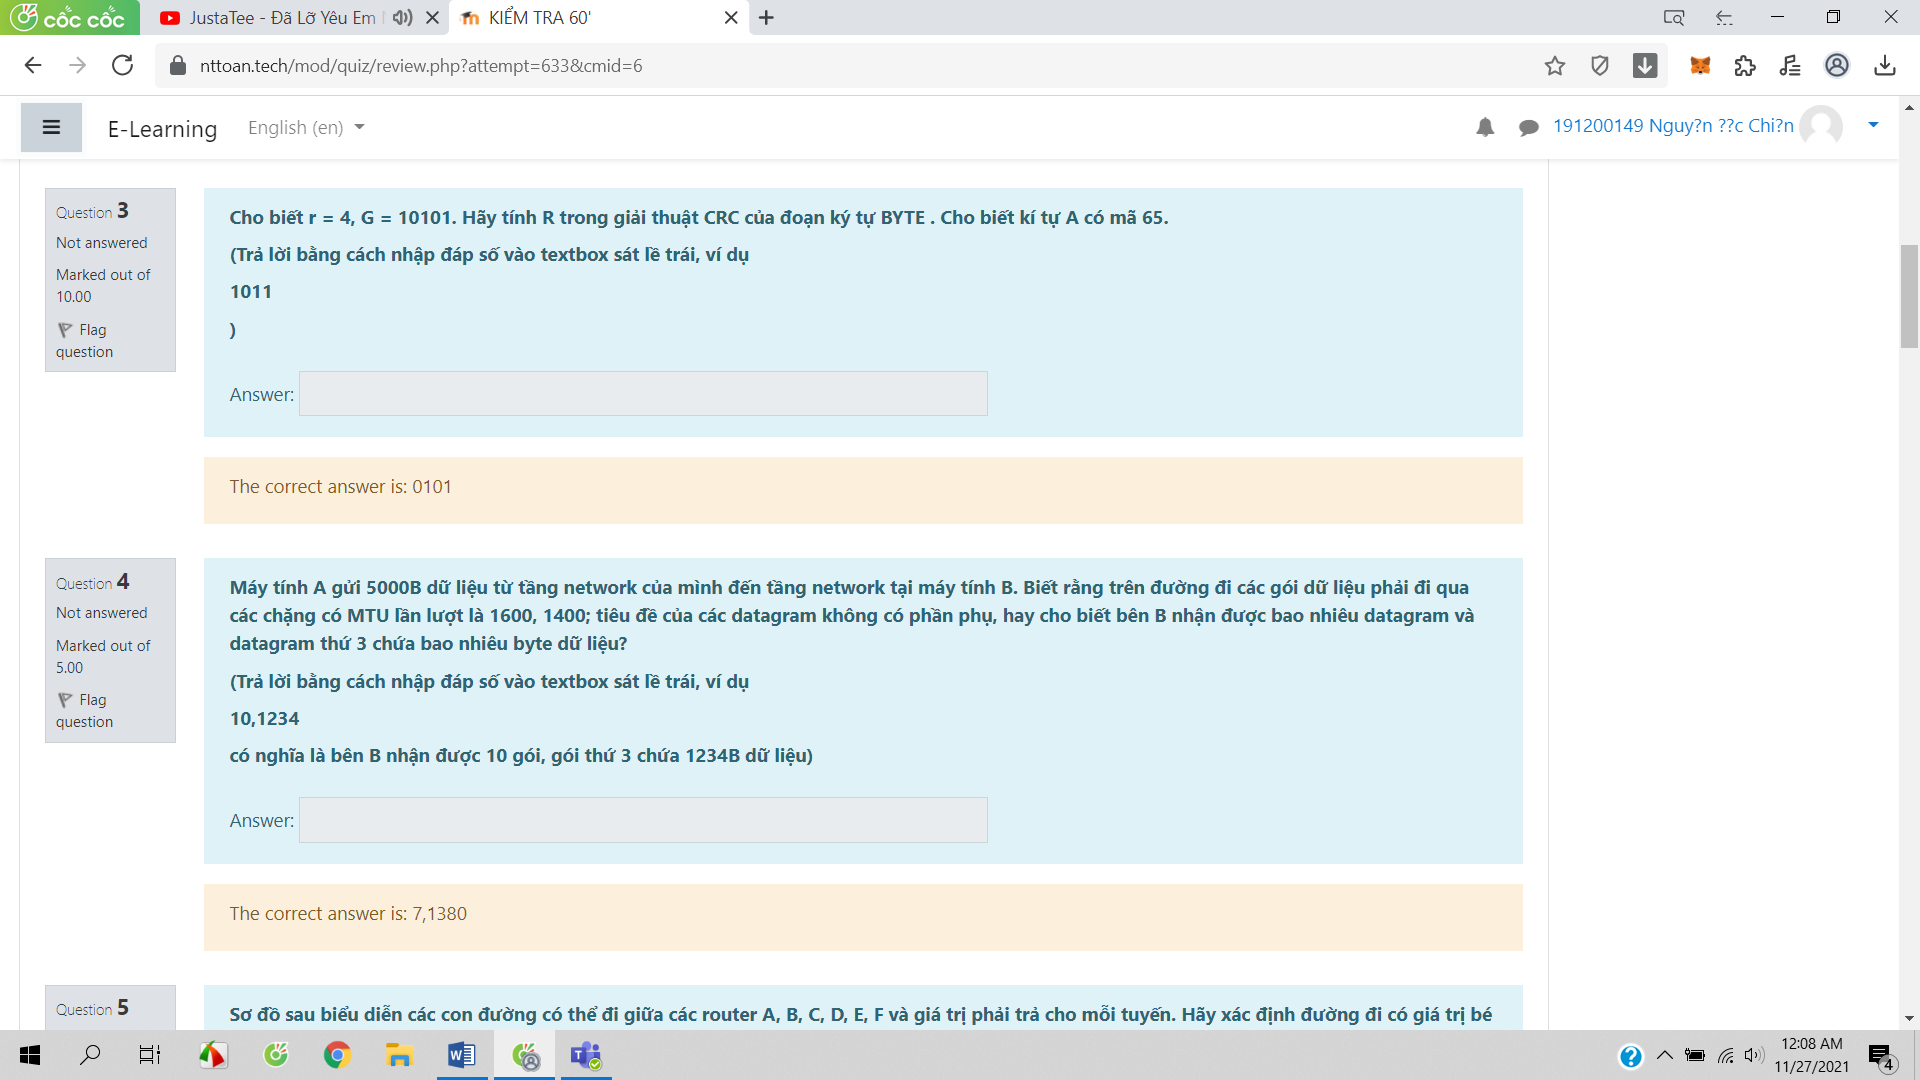 cốc cốc
JustaTee - Đã Lỡ Yêu Em
KIỂM TRA 60'
nttoan.tech/mod/quiz/review.php?attempt=633&cmid=6
E-Learning
English (en)
191200149 Nguy?n ??c Chi?n
Question 3
Not answered
Marked out of
10.00
Flag
question
Cho biết r = 4, G = 10101. Hãy tính R trong giải thuật CRC của đoạn ký tự BYTE . Cho biết kí tự A có mã 65.
(Trả lời bằng cách nhập đáp số vào textbox sát lề trái, ví dụ
1011
)
Answer:
The correct answer is: 0101
Question 4
Not answered
Marked out of
5.00
Flag
question
Máy tính A gửi 5000B dữ liệu từ tầng network của mình đến tầng network tại máy tính B. Biết rằng trên đường đi các gói dữ liệu phải đi qua
các chặng có MTU lần lượt là 1600, 1400; tiêu đề của các datagram không có phần phụ, hay cho biết bên B nhận được bao nhiêu datagram và
datagram thứ 3 chứa bao nhiêu byte dữ liệu?
(Trả lời bằng cách nhập đáp số vào textbox sát lề trái, ví dụ
10,1234
có nghĩa là bên B nhận được 10 gói, gói thứ 3 chứa 1234B dữ liệu)
Answer:
The correct answer is: 7,1380
Question 5
Sơ đồ sau biểu diễn các con đường có thể đi giữa các router A, B, C, D, E, F và giá trị phải trả cho mỗi tuyến. Hãy xác định đường đi có giá trị bé
12:08 AM
11/27/2021
4